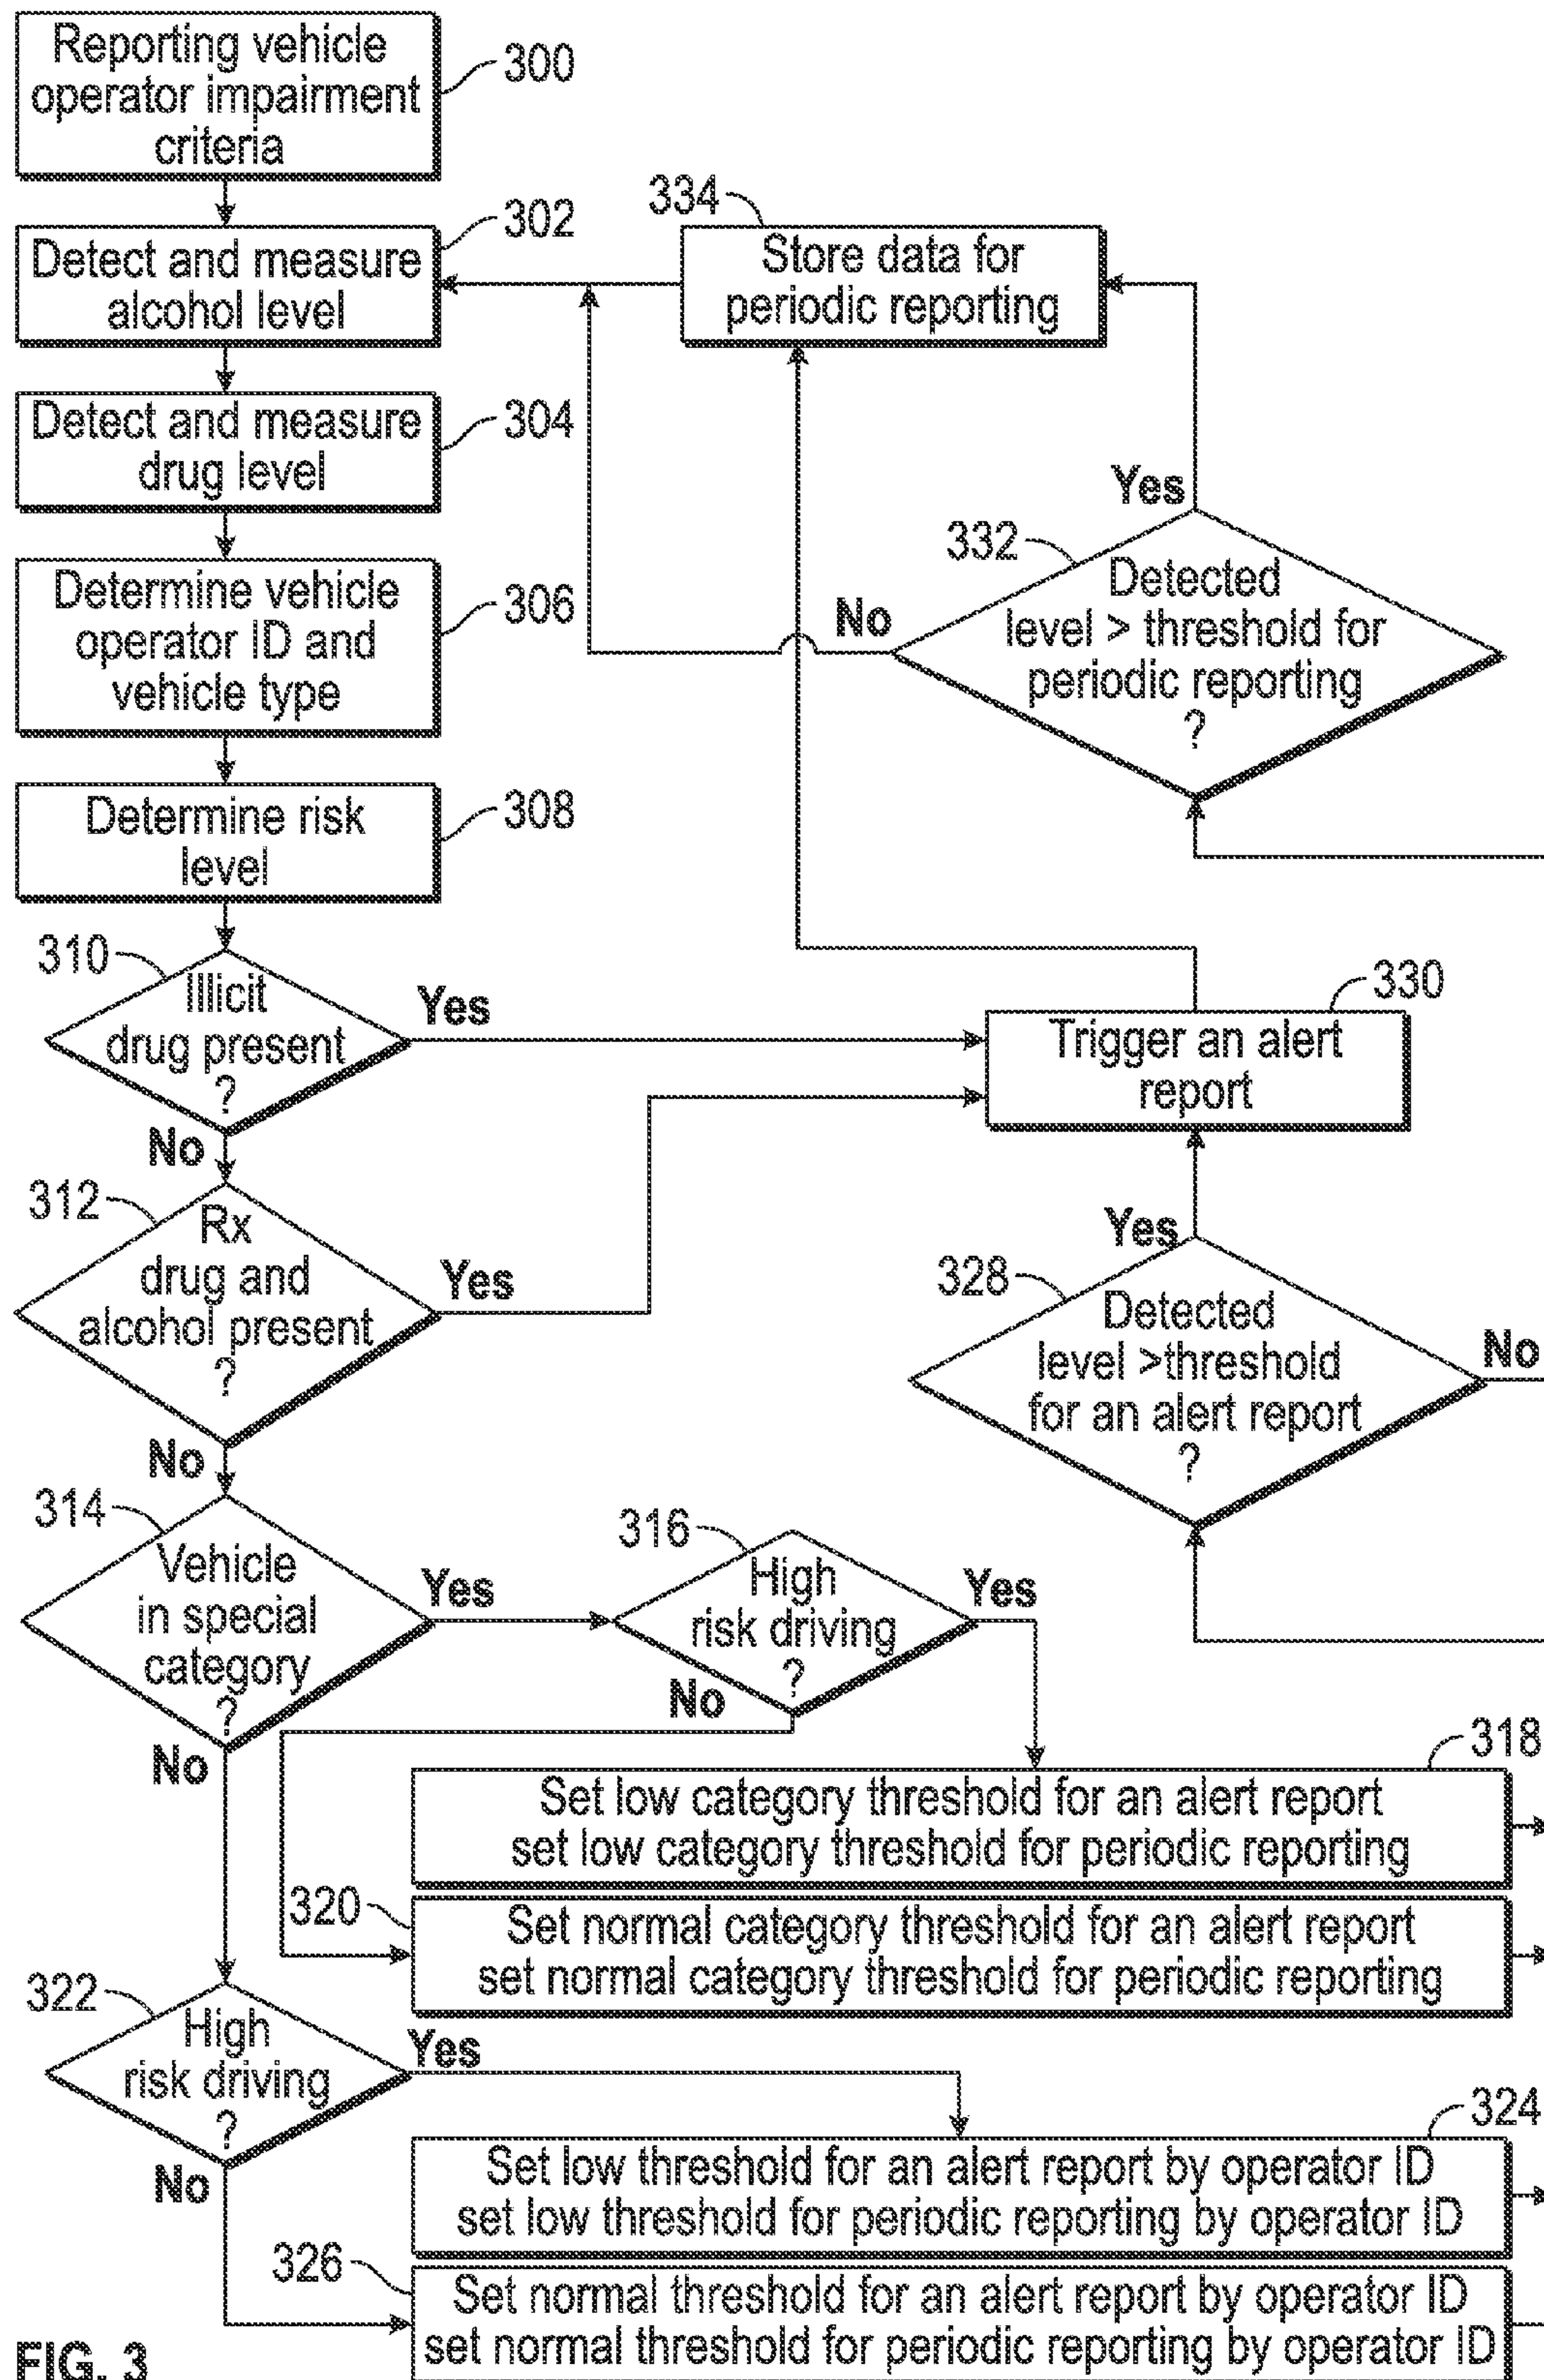 Reporting vehicle
operator impairment
criteria
300
302
Detect and measure
alcohol level
334
Store data for
periodic reporting
304
Detect and measure
drug level
Yes
332
Detected
level > threshold for
periodic reporting
?
No
306
Determine vehicle
operator ID and
vehicle type
308
Determine risk
level
310
Illicit
drug present
?
Yes
No
330
Trigger an alert
report
312
Rx
drug and
alcohol present
?
Yes
No
Yes
328
Detected
level >threshold
for an alert report
?
No
314
Vehicle
in special
category
?
Yes
No
316
High
risk driving
?
Yes
No
318
Set low category threshold for an alert report
set low category threshold for periodic reporting
320
Set normal category threshold for an alert report
set normal category threshold for periodic reporting
322
High
risk driving
?
Yes
No
324
Set low threshold for an alert report by operator ID
set low threshold for periodic reporting by operator ID
326
Set normal threshold for an alert report by operator ID
set normal threshold for periodic reporting by operator ID
FIG. 3